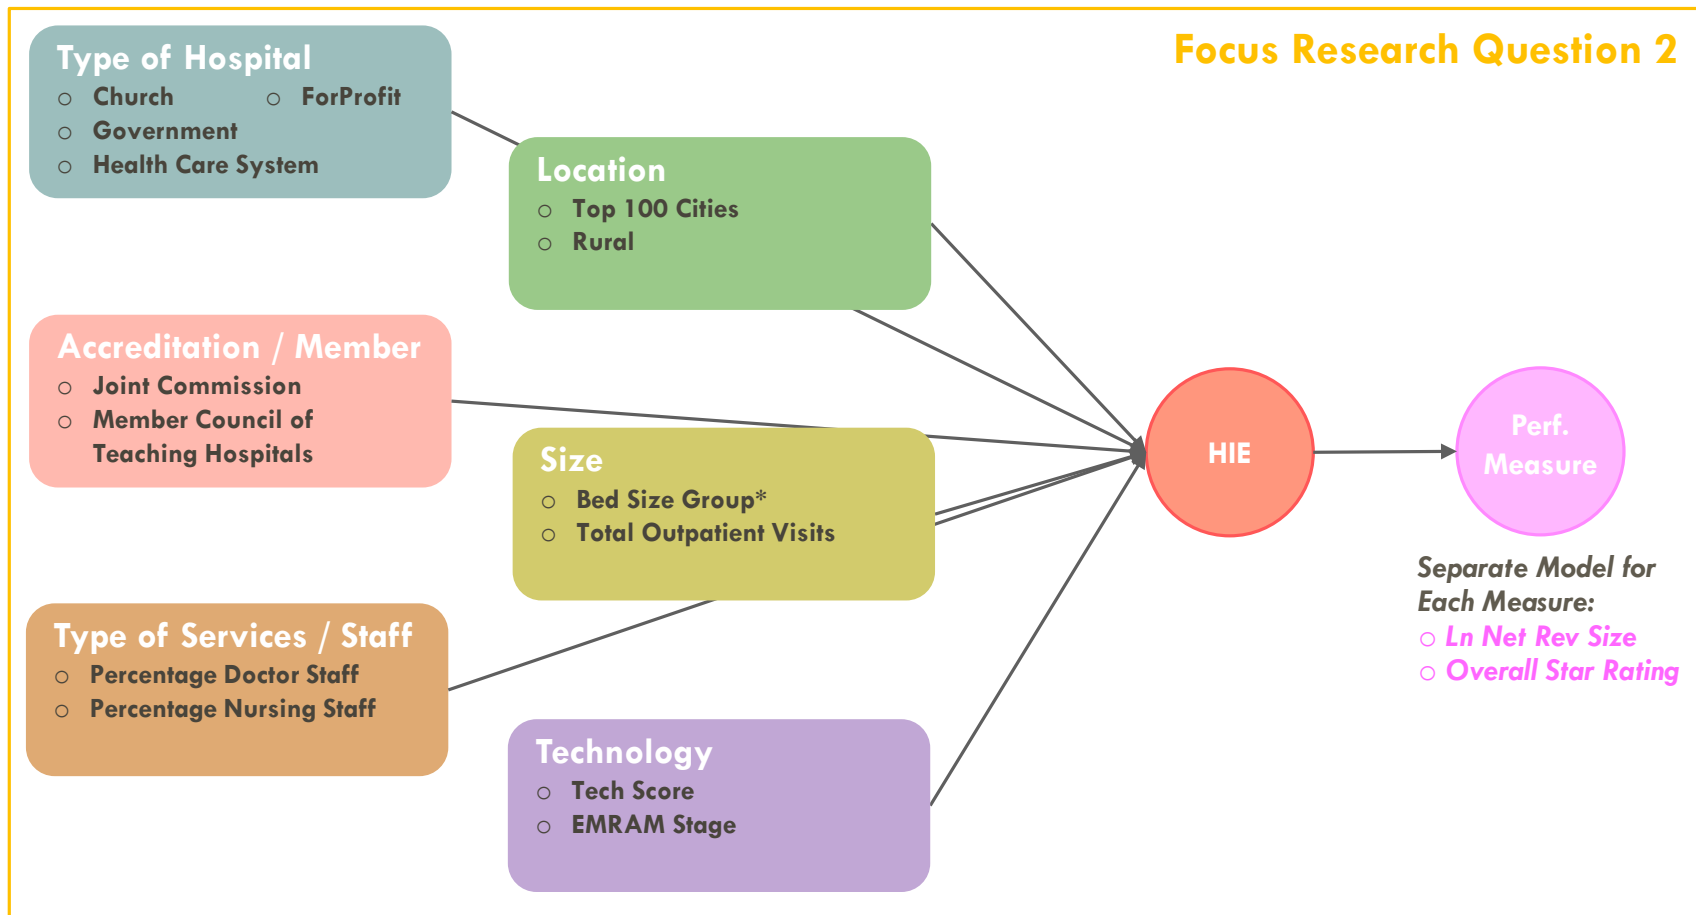 Focus Research Question 2
Type of Hospital
○ Church ○ ForProfit
○ Government
○ Health Care System
Location
○ Top 100 Cities
○ Rural
Accreditation / Member
○ Joint Commission
○ Member Council of
Teaching Hospitals
Size
○ Bed Size Group*
○ Total Outpatient Visits
Type of Services / Staff
○ Percentage Doctor Staff
○ Percentage Nursing Staff
Technology
○ Tech Score
○ EMRAM Stage
HIE
Perf.
Measure
Separate Model for
Each Measure:
○ Ln Net Rev Size
○ Overall Star Rating